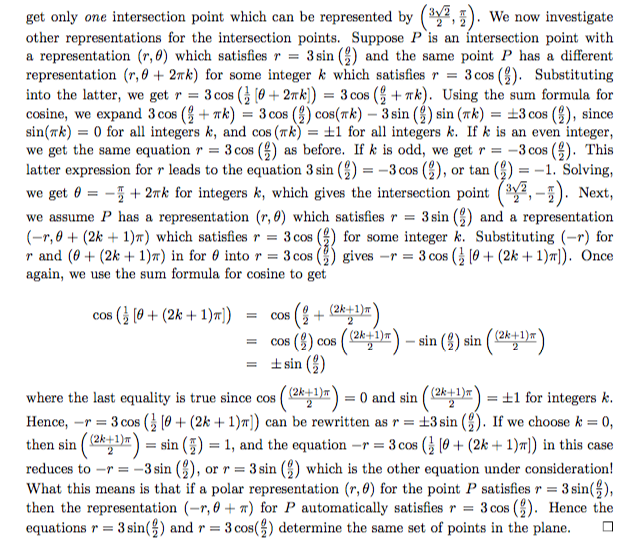 get only one intersection point which can be represented by (3√2/2, π/2). We now investigate
other representations for the intersection points. Suppose P is an intersection point with
a representation (r, θ) which satisfies r = 3 sin (θ/2) and the same point P has a different
representation (r, θ + 2πk) for some integer k which satisfies r = 3 cos (θ/2). Substituting
into the latter, we get r = 3 cos (1/2 [θ + 2πk]) = 3 cos (θ/2 + πk). Using the sum formula for
cosine, we expand 3 cos (θ/2 + πk) = 3 cos (θ/2) cos(πk) − 3 sin (θ/2) sin (πk) = ±3 cos (θ/2), since
sin(πk) = 0 for all integers k, and cos (πk) = ±1 for all integers k. If k is an even integer,
we get the same equation r = 3 cos (θ/2) as before. If k is odd, we get r = −3 cos (θ/2). This
latter expression for r leads to the equation 3 sin (θ/2) = −3 cos (θ/2), or tan (θ/2) = −1. Solving,
we get θ = −π/2 + 2πk for integers k, which gives the intersection point (3√2/2, −π/2). Next,
we assume P has a representation (r, θ) which satisfies r = 3 sin (θ/2) and a representation
(−r, θ + (2k + 1)π) which satisfies r = 3 cos (θ/2) for some integer k. Substituting (−r) for
r and (θ + (2k + 1)π) in for θ into r = 3 cos (θ/2) gives −r = 3 cos (1/2 [θ + (2k + 1)π]). Once
again, we use the sum formula for cosine to get
cos (1/2 [θ + (2k + 1)π]) = cos (θ/2 + (2k+1)π/2)
= cos (θ/2) cos ((2k+1)π/2) − sin (θ/2) sin ((2k+1)π/2)
= ± sin (θ/2)
where the last equality is true since cos ((2k+1)π/2) = 0 and sin ((2k+1)π/2) = ±1 for integers k.
Hence, −r = 3 cos (1/2 [θ + (2k + 1)π]) can be rewritten as r = ±3 sin (θ/2). If we choose k = 0,
then sin ((2k+1)π/2) = sin (π/2) = 1, and the equation −r = 3 cos (1/2 [θ + (2k + 1)π]) in this case
reduces to −r = −3 sin (θ/2), or r = 3 sin (θ/2) which is the other equation under consideration!
What this means is that if a polar representation (r, θ) for the point P satisfies r = 3 sin(θ/2),
then the representation (−r, θ + π) for P automatically satisfies r = 3 cos (θ/2). Hence the
equations r = 3 sin(θ/2) and r = 3 cos(θ/2) determine the same set of points in the plane. □